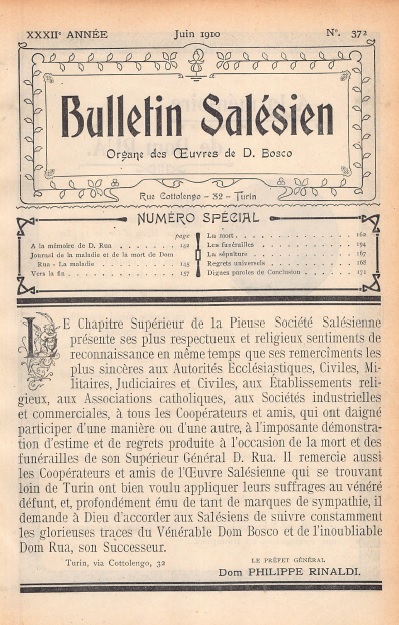 XXXIIᵉ ANNÉE Juin 1910 Nº. 372
Bulletin Salésien
Organe des Œuvres de D. Bosco
Rue Cottolengo - 32 - Turin
NUMÉRO SPÉCIAL
page
A la mémoire de D. Rua . . . . . . . . 142
Journal de la maladie et de la mort de Dom
Rua - La maladie . . . . . . . . . 145
Vers la fin . . . . . . . . . . . . 157
La mort . . . . . . . . . . . . 160
Les funérailles . . . . . . . . . . 164
La sépulture . . . . . . . . . . . 167
Regrets universels . . . . . . . . . 168
Dignes paroles de Conclusion . . . . . . 171
LE Chapitre Supérieur de la Pieuse Société Salésienne
présente ses plus respectueux et religieux sentiments de
reconnaissance en même temps que ses remerciments les
plus sincères aux Autorités Ecclésiastiques, Civiles, Mi-
litaires, Judiciaires et Civiles, aux Établissements reli-
gieux, aux Associations catholiques, aux Sociétés industrielles
et commerciales, à tous les Coopérateurs et amis, qui ont daigné
participer d'une manière ou d'une autre, à l'imposante démonstra-
tion d'estime et de regrets produite à l'occasion de la mort et des
funérailles de son Supérieur Général D. Rua. Il remercie aussi
les Coopérateurs et amis de l'Œuvre Salésienne qui se trouvant
loin de Turin ont bien voulu appliquer leurs suffrages au vénéré
défunt, et, profondément ému de tant de marques de sympathie, il
demande à Dieu d'accorder aux Salésiens de suivre constamment
les glorieuses traces du Vénérable Dom Bosco et de l'inoubliable
Dom Rua, son Successeur.
Turin, via Cottolengo, 32
LE PRÉFET GÉNÉRAL
Dom PHILIPPE RINALDI.